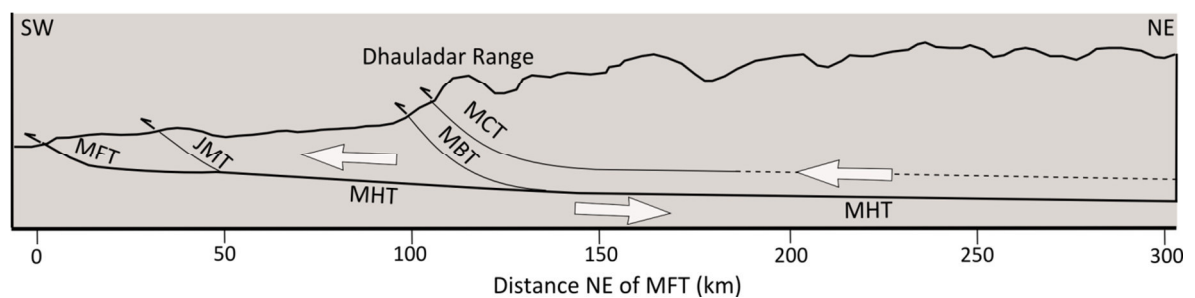 SW
NE
Dhauladar Range
MFT
JMT
MBT
MCT
MHT
MHT
0 50 100 150 200 250 300
Distance NE of MFT (km)